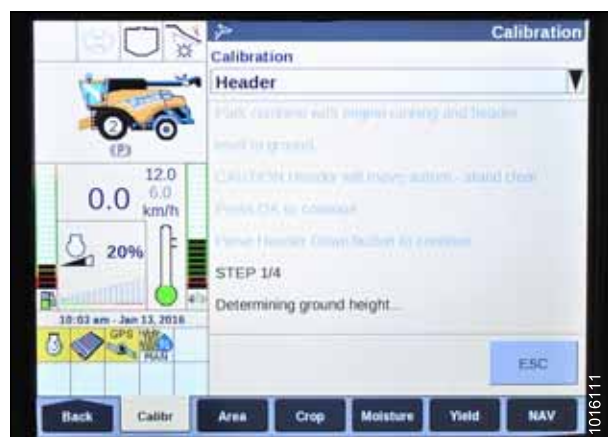 Calibration
Calibration
Header
Park combine with engine running and header
level to ground.
CAUTION Header will move autom.- stand clear
Press OK to continue
Press Header Down button to continue
STEP 1/4
Determining ground height...
ESC
2
(P)
12.0
0.0
6.0
km/h
20%
10:03 am - Jan 13, 2016
GPS
MAN
Back
Calibr
Area
Crop
Moisture
Yield
NAV
1016111